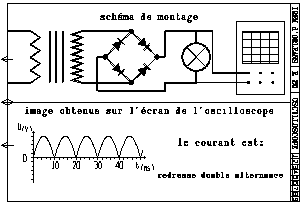 schéma de montage
image obtenue sur l'écran de l'oscilloscope
U(v)
0
10 20 30 40
t(ms)
le courant est:
redresse double alternance